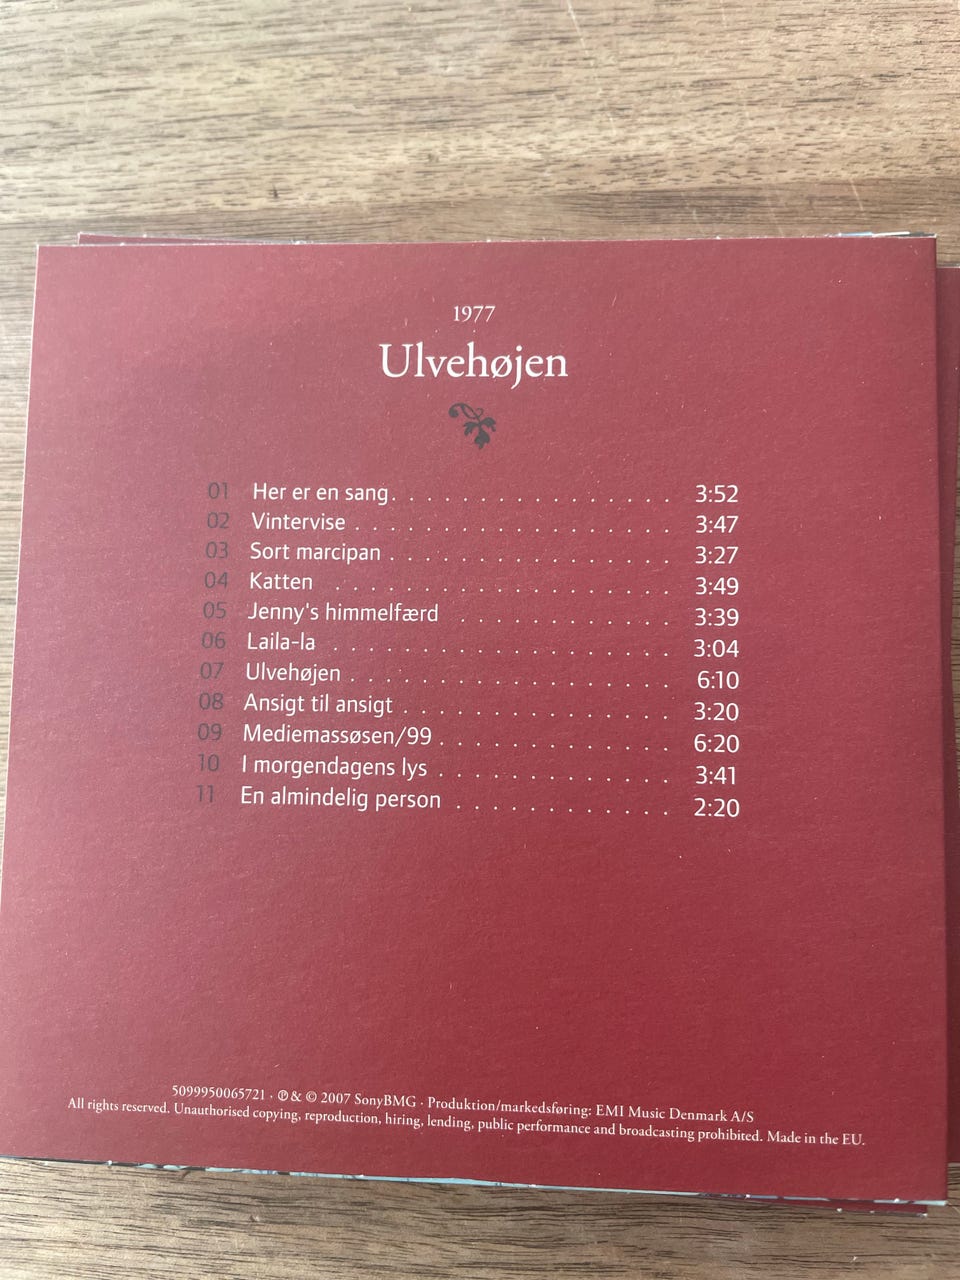 1977
Ulvehøjen
01 Her er en sang. . . . . . . . . . . . . . . . 3:52
02 Vintervise . . . . . . . . . . . . . . . . . 3:47
03 Sort marcipan . . . . . . . . . . . . . . . . 3:27
04 Katten . . . . . . . . . . . . . . . . . . 3:49
05 Jenny's himmelfærd . . . . . . . . . . . . . 3:39
06 Laila-la . . . . . . . . . . . . . . . . . . 3:04
07 Ulvehøjen . . . . . . . . . . . . . . . . . 6:10
08 Ansigt til ansigt . . . . . . . . . . . . . . . 3:20
09 Mediemassøsen/99 . . . . . . . . . . . . . . 6:20
10 I morgendagens lys . . . . . . . . . . . . . . 3:41
11 En almindelig person . . . . . . . . . . . . . 2:20
5099950065721 · ℗ & © 2007 SonyBMG · Produktion/markedsføring: EMI Music Denmark A/S
All rights reserved. Unauthorised copying, reproduction, hiring, lending, public performance and broadcasting prohibited. Made in the EU.